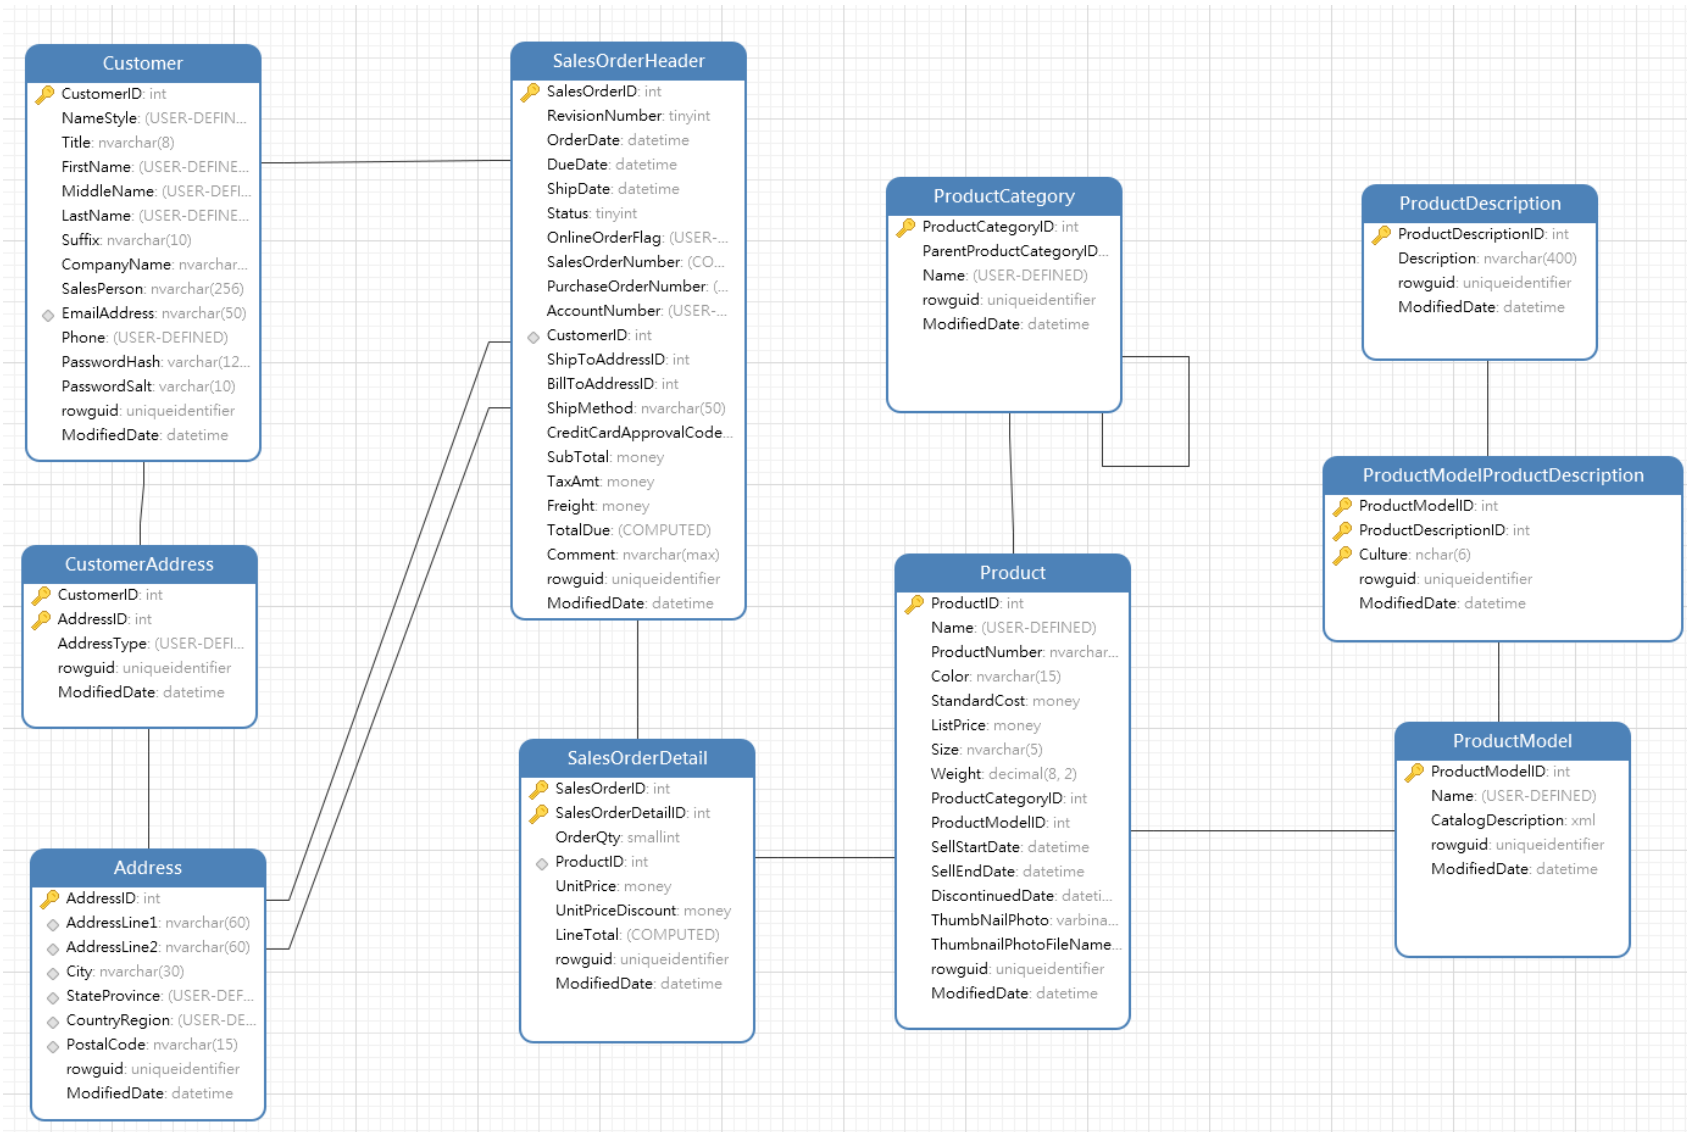 Customer
CustomerID: int
NameStyle: (USER-DEFIN...
Title: nvarchar(8)
FirstName: (USER-DEFINE...
MiddleName: (USER-DEFI...
LastName: (USER-DEFINE...
Suffix: nvarchar(10)
CompanyName: nvarchar...
SalesPerson: nvarchar(256)
EmailAddress: nvarchar(50)
Phone: (USER-DEFINED)
PasswordHash: varchar(12...
PasswordSalt: varchar(10)
rowguid: uniqueidentifier
ModifiedDate: datetime
SalesOrderHeader
SalesOrderID: int
RevisionNumber: tinyint
OrderDate: datetime
DueDate: datetime
ShipDate: datetime
Status: tinyint
OnlineOrderFlag: (USER-...
SalesOrderNumber: (CO...
PurchaseOrderNumber: (...
AccountNumber: (USER-...
CustomerID: int
ShipToAddressID: int
BillToAddressID: int
ShipMethod: nvarchar(50)
CreditCardApprovalCode...
SubTotal: money
TaxAmt: money
Freight: money
TotalDue: (COMPUTED)
Comment: nvarchar(max)
rowguid: uniqueidentifier
ModifiedDate: datetime
ProductCategory
ProductCategoryID: int
ParentProductCategoryID...
Name: (USER-DEFINED)
rowguid: uniqueidentifier
ModifiedDate: datetime
ProductDescription
ProductDescriptionID: int
Description: nvarchar(400)
rowguid: uniqueidentifier
ModifiedDate: datetime
CustomerAddress
CustomerID: int
AddressID: int
AddressType: (USER-DEFI...
rowguid: uniqueidentifier
ModifiedDate: datetime
Product
ProductID: int
Name: (USER-DEFINED)
ProductNumber: nvarchar...
Color: nvarchar(15)
StandardCost: money
ListPrice: money
Size: nvarchar(5)
Weight: decimal(8, 2)
ProductCategoryID: int
ProductModelID: int
SellStartDate: datetime
SellEndDate: datetime
DiscontinuedDate: dateti...
ThumbNailPhoto: varbina...
ThumbnailPhotoFileName...
rowguid: uniqueidentifier
ModifiedDate: datetime
ProductModelProductDescription
ProductModelID: int
ProductDescriptionID: int
Culture: nchar(6)
rowguid: uniqueidentifier
ModifiedDate: datetime
Address
AddressID: int
AddressLine1: nvarchar(60)
AddressLine2: nvarchar(60)
City: nvarchar(30)
StateProvince: (USER-DEF...
CountryRegion: (USER-DE...
PostalCode: nvarchar(15)
rowguid: uniqueidentifier
ModifiedDate: datetime
SalesOrderDetail
SalesOrderID: int
SalesOrderDetailID: int
OrderQty: smallint
ProductID: int
UnitPrice: money
UnitPriceDiscount: money
LineTotal: (COMPUTED)
rowguid: uniqueidentifier
ModifiedDate: datetime
ProductModel
ProductModelID: int
Name: (USER-DEFINED)
CatalogDescription: xml
rowguid: uniqueidentifier
ModifiedDate: datetime